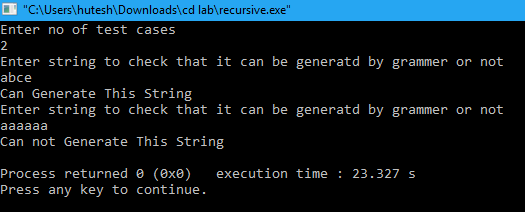 "C:\Users\hutesh\Downloads\cd lab\recursive.exe"
Enter no of test cases
2
Enter string to check that it can be generatd by grammer or not
abce
Can Generate This String
Enter string to check that it can be generatd by grammer or not
aaaaaa
Can not Generate This String
Process returned 0 (0x0)   execution time : 23.327 s
Press any key to continue.